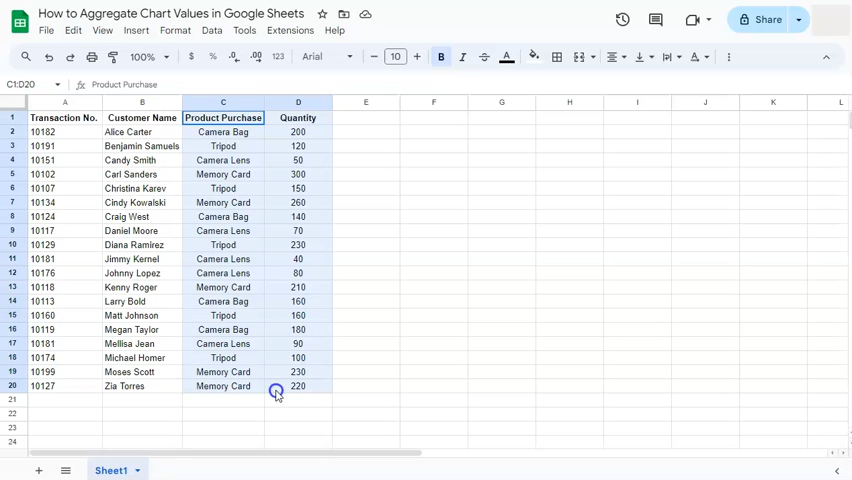 How to Aggregate Chart Values in Google Sheets
File Edit View Insert Format Data Tools Extensions Help
Share
100% $ % .0 .00 123 Arial 10 B I A
C1:D20 fx Product Purchase
A B C D E F G H I J K L
1 Transaction No. Customer Name Product Purchase Quantity
2 10182 Alice Carter Camera Bag 200
3 10191 Benjamin Samuels Tripod 120
4 10151 Candy Smith Camera Lens 50
5 10102 Carl Sanders Memory Card 300
6 10107 Christina Karev Tripod 150
7 10134 Cindy Kowalski Memory Card 260
8 10124 Craig West Camera Bag 140
9 10117 Daniel Moore Camera Lens 70
10 10129 Diana Ramirez Tripod 230
11 10181 Jimmy Kernel Camera Lens 40
12 10176 Johnny Lopez Camera Lens 80
13 10118 Kenny Roger Memory Card 210
14 10113 Larry Bold Camera Bag 160
15 10160 Matt Johnson Tripod 160
16 10119 Megan Taylor Camera Bag 180
17 10181 Mellisa Jean Camera Lens 90
18 10174 Michael Homer Tripod 100
19 10199 Moses Scott Memory Card 230
20 10127 Zia Torres Memory Card 220
21
22
23
24
Sheet1